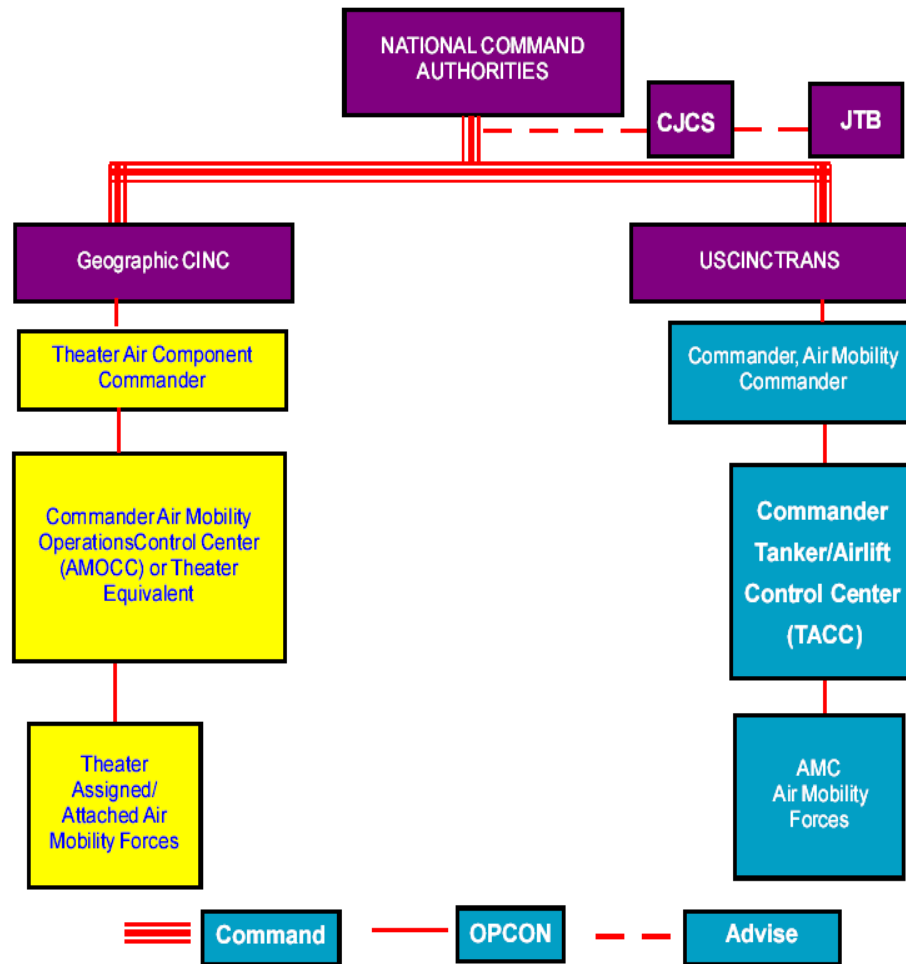 NATIONAL COMMAND
AUTHORITIES
CJCS
JTB
Geographic CINC
USCINCTRANS
Theater Air Component
Commander
Commander, Air Mobility
Commander
Commander Air Mobility
OperationsControl Center
(AMOCC) or Theater
Equivalent
Commander
Tanker/Airlift
Control Center
(TACC)
Theater
Assigned/
Attached Air
Mobility Forces
AMC
Air Mobility
Forces
Command
OPCON
Advise